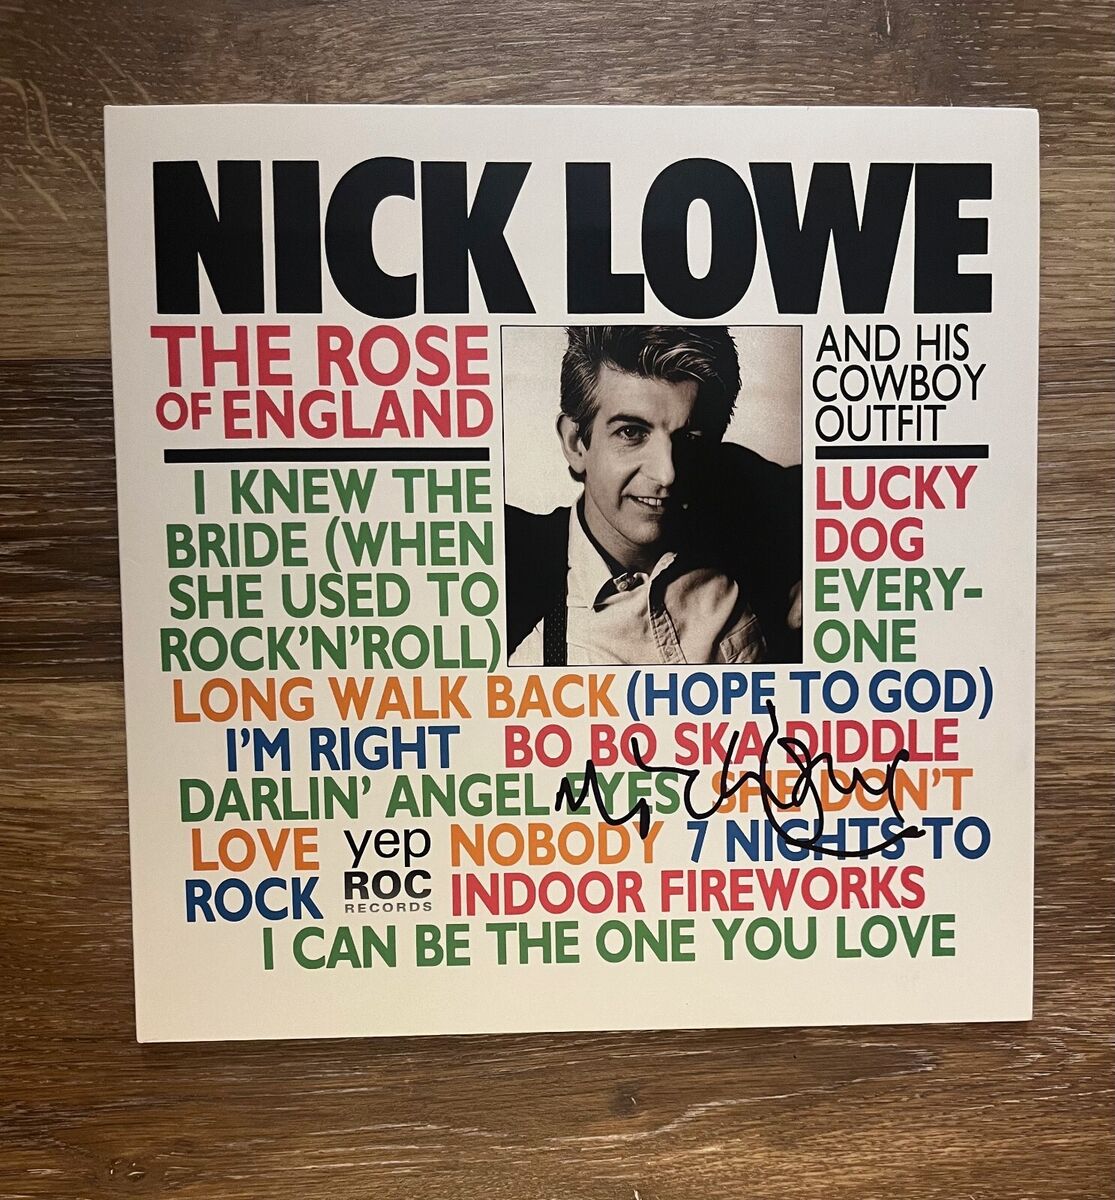 NICK LOWE
THE ROSE
OF ENGLAND
AND HIS
COWBOY
OUTFIT
I KNEW THE
BRIDE (WHEN
SHE USED TO
ROCK'N'ROLL)
LUCKY
DOG
EVERY-
ONE
LONG WALK BACK (HOPE TO GOD)
I'M RIGHT BO BO SKA DIDDLE
DARLIN' ANGEL EYES SHE DON'T
LOVE yep NOBODY 7 NIGHTS TO
ROCK ROC INDOOR FIREWORKS
RECORDS
I CAN BE THE ONE YOU LOVE
Nick Lowe